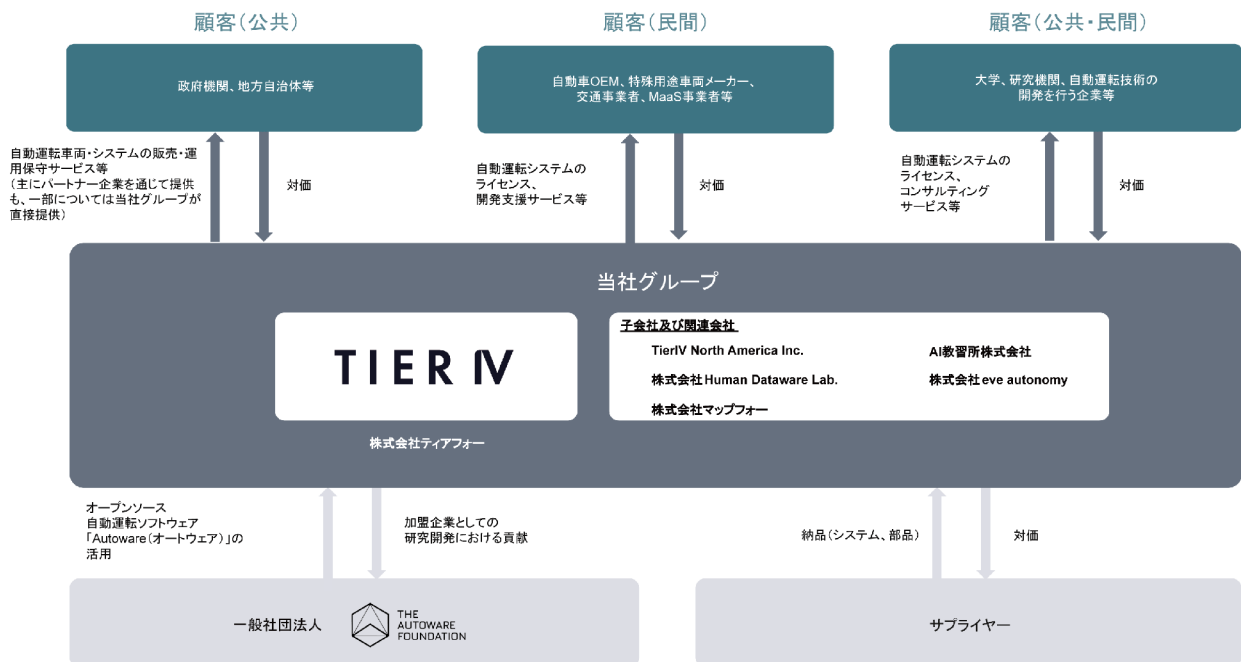 顧客(公共)
顧客(民間)
顧客(公共・民間)
政府機関、地方自治体等
自動車OEM、特殊用途車両メーカー、
交通事業者、MaaS事業者等
大学、研究機関、自動運転技術の
開発を行う企業等
自動運転車両・システムの販売・運
用保守サービス等
(主にパートナー企業を通じて提供
も、一部については当社グループが
直接提供)
対価
自動運転システムの
ライセンス、
開発支援サービス等
対価
自動運転システムの
ライセンス、
コンサルティング
サービス等
対価
当社グループ
TIER IV
株式会社ティアフォー
子会社及び関連会社
TierIV North America Inc.
株式会社Human Dataware Lab.
株式会社マップフォー
AI教習所株式会社
株式会社eve autonomy
オープンソース
自動運転ソフトウェア
「Autoware(オートウェア)」の
活用
加盟企業としての
研究開発における貢献
納品(システム、部品)
対価
一般社団法人
THE
AUTOWARE
FOUNDATION
サプライヤー